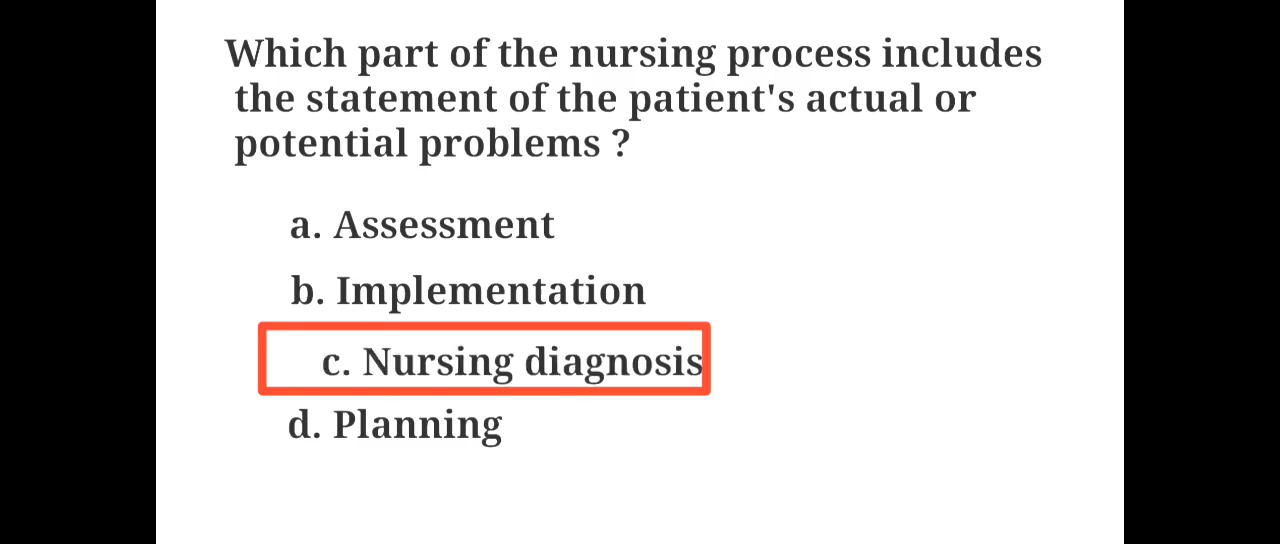 Which part of the nursing process includes
the statement of the patient's actual or
potential problems ?
a. Assessment
b. Implementation
c. Nursing diagnosis
d. Planning